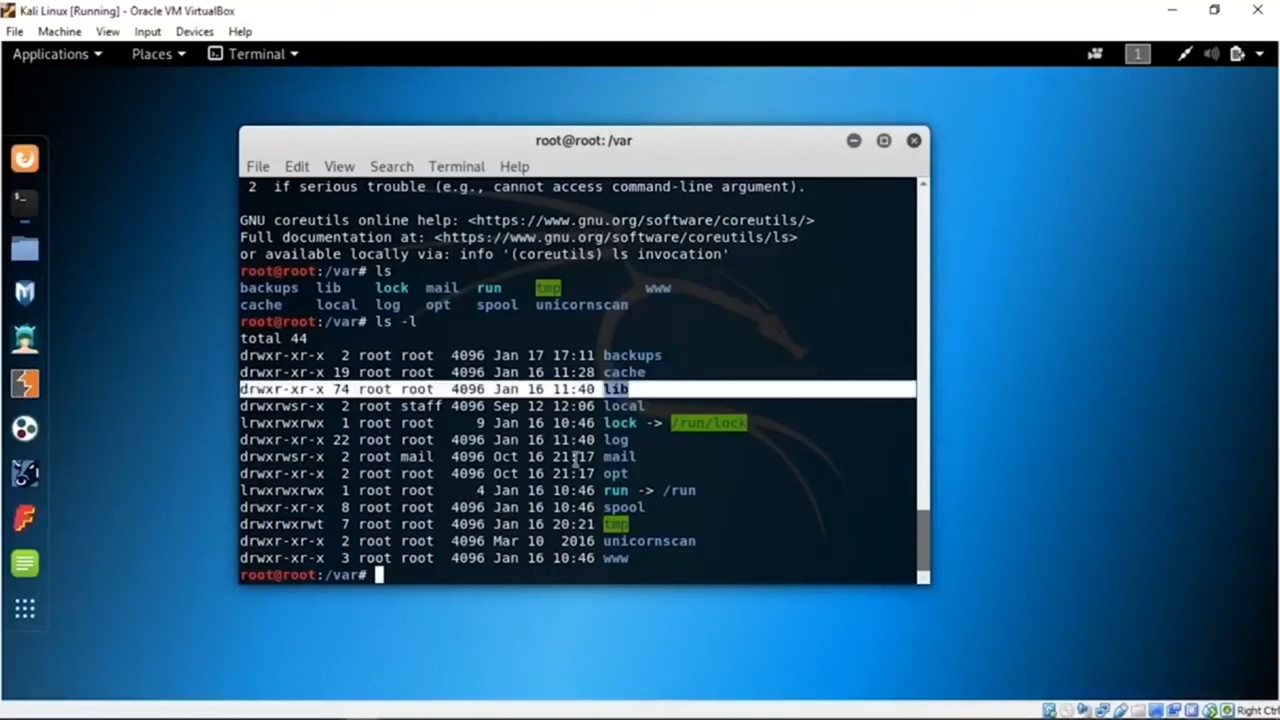 Kali Linux [Running] - Oracle VM VirtualBox
File Machine View Input Devices Help
Applications Places Terminal 1
root@root: /var
File Edit View Search Terminal Help
2 if serious trouble (e.g., cannot access command-line argument).
GNU coreutils online help: <https://www.gnu.org/software/coreutils/>
Full documentation at: <https://www.gnu.org/software/coreutils/ls>
or available locally via: info '(coreutils) ls invocation'
root@root:/var# ls
backups lib lock mail run tmp www
cache local log opt spool unicornscan
root@root:/var# ls -l
total 44
drwxr-xr-x 2 root root 4096 Jan 17 17:11 backups
drwxr-xr-x 19 root root 4096 Jan 16 11:28 cache
drwxr-xr-x 74 root root 4096 Jan 16 11:40 lib
drwxrwsr-x 2 root staff 4096 Sep 12 12:06 local
lrwxrwxrwx 1 root root 9 Jan 16 10:46 lock -> /run/lock
drwxr-xr-x 22 root root 4096 Jan 16 11:40 log
drwxrwsr-x 2 root mail 4096 Oct 16 21:17 mail
drwxr-xr-x 2 root root 4096 Oct 16 21:17 opt
lrwxrwxrwx 1 root root 4 Jan 16 10:46 run -> /run
drwxr-xr-x 8 root root 4096 Jan 16 10:46 spool
drwxrwxrwt 7 root root 4096 Jan 16 20:21 tmp
drwxr-xr-x 2 root root 4096 Mar 10 2016 unicornscan
drwxr-xr-x 3 root root 4096 Jan 16 10:46 www
root@root:/var#
Right Ctrl